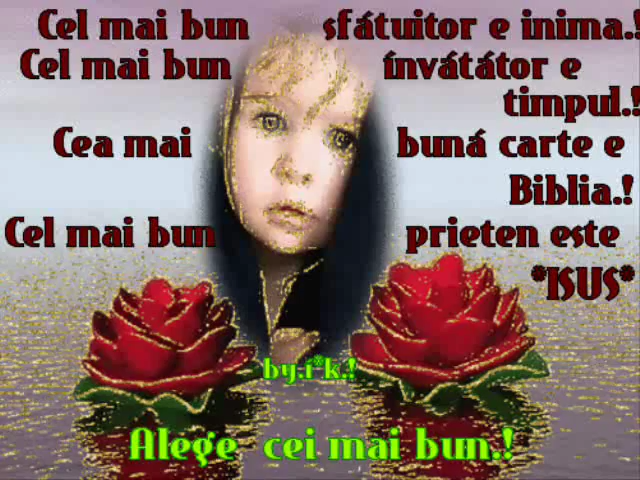 Cel mai bun sfátuitor e inima.!
Cel mai bun învátátor e
timpul.!
Cea mai buná carte e
Biblia.!
Cel mai bun prieten este
*ISUS*
by.i*k.!
Alege cei mai bun.!